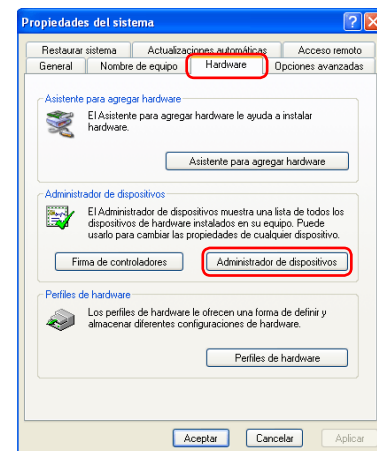 Propiedades del sistema
Restaurar sistema
Actualizaciones automáticas
Acceso remoto
General
Nombre de equipo
Hardware
Opciones avanzadas
Asistente para agregar hardware
El Asistente para agregar hardware le ayuda a instalar
hardware.
Asistente para agregar hardware
Administrador de dispositivos
El Administrador de dispositivos muestra una lista de todos los
dispositivos de hardware instalados en su equipo. Puede
usarlo para cambiar las propiedades de cualquier dispositivo.
Firma de controladores
Administrador de dispositivos
Perfiles de hardware
Los perfiles de hardware le ofrecen una forma de definir y
almacenar diferentes configuraciones de hardware.
Perfiles de hardware
Aceptar
Cancelar
Aplicar